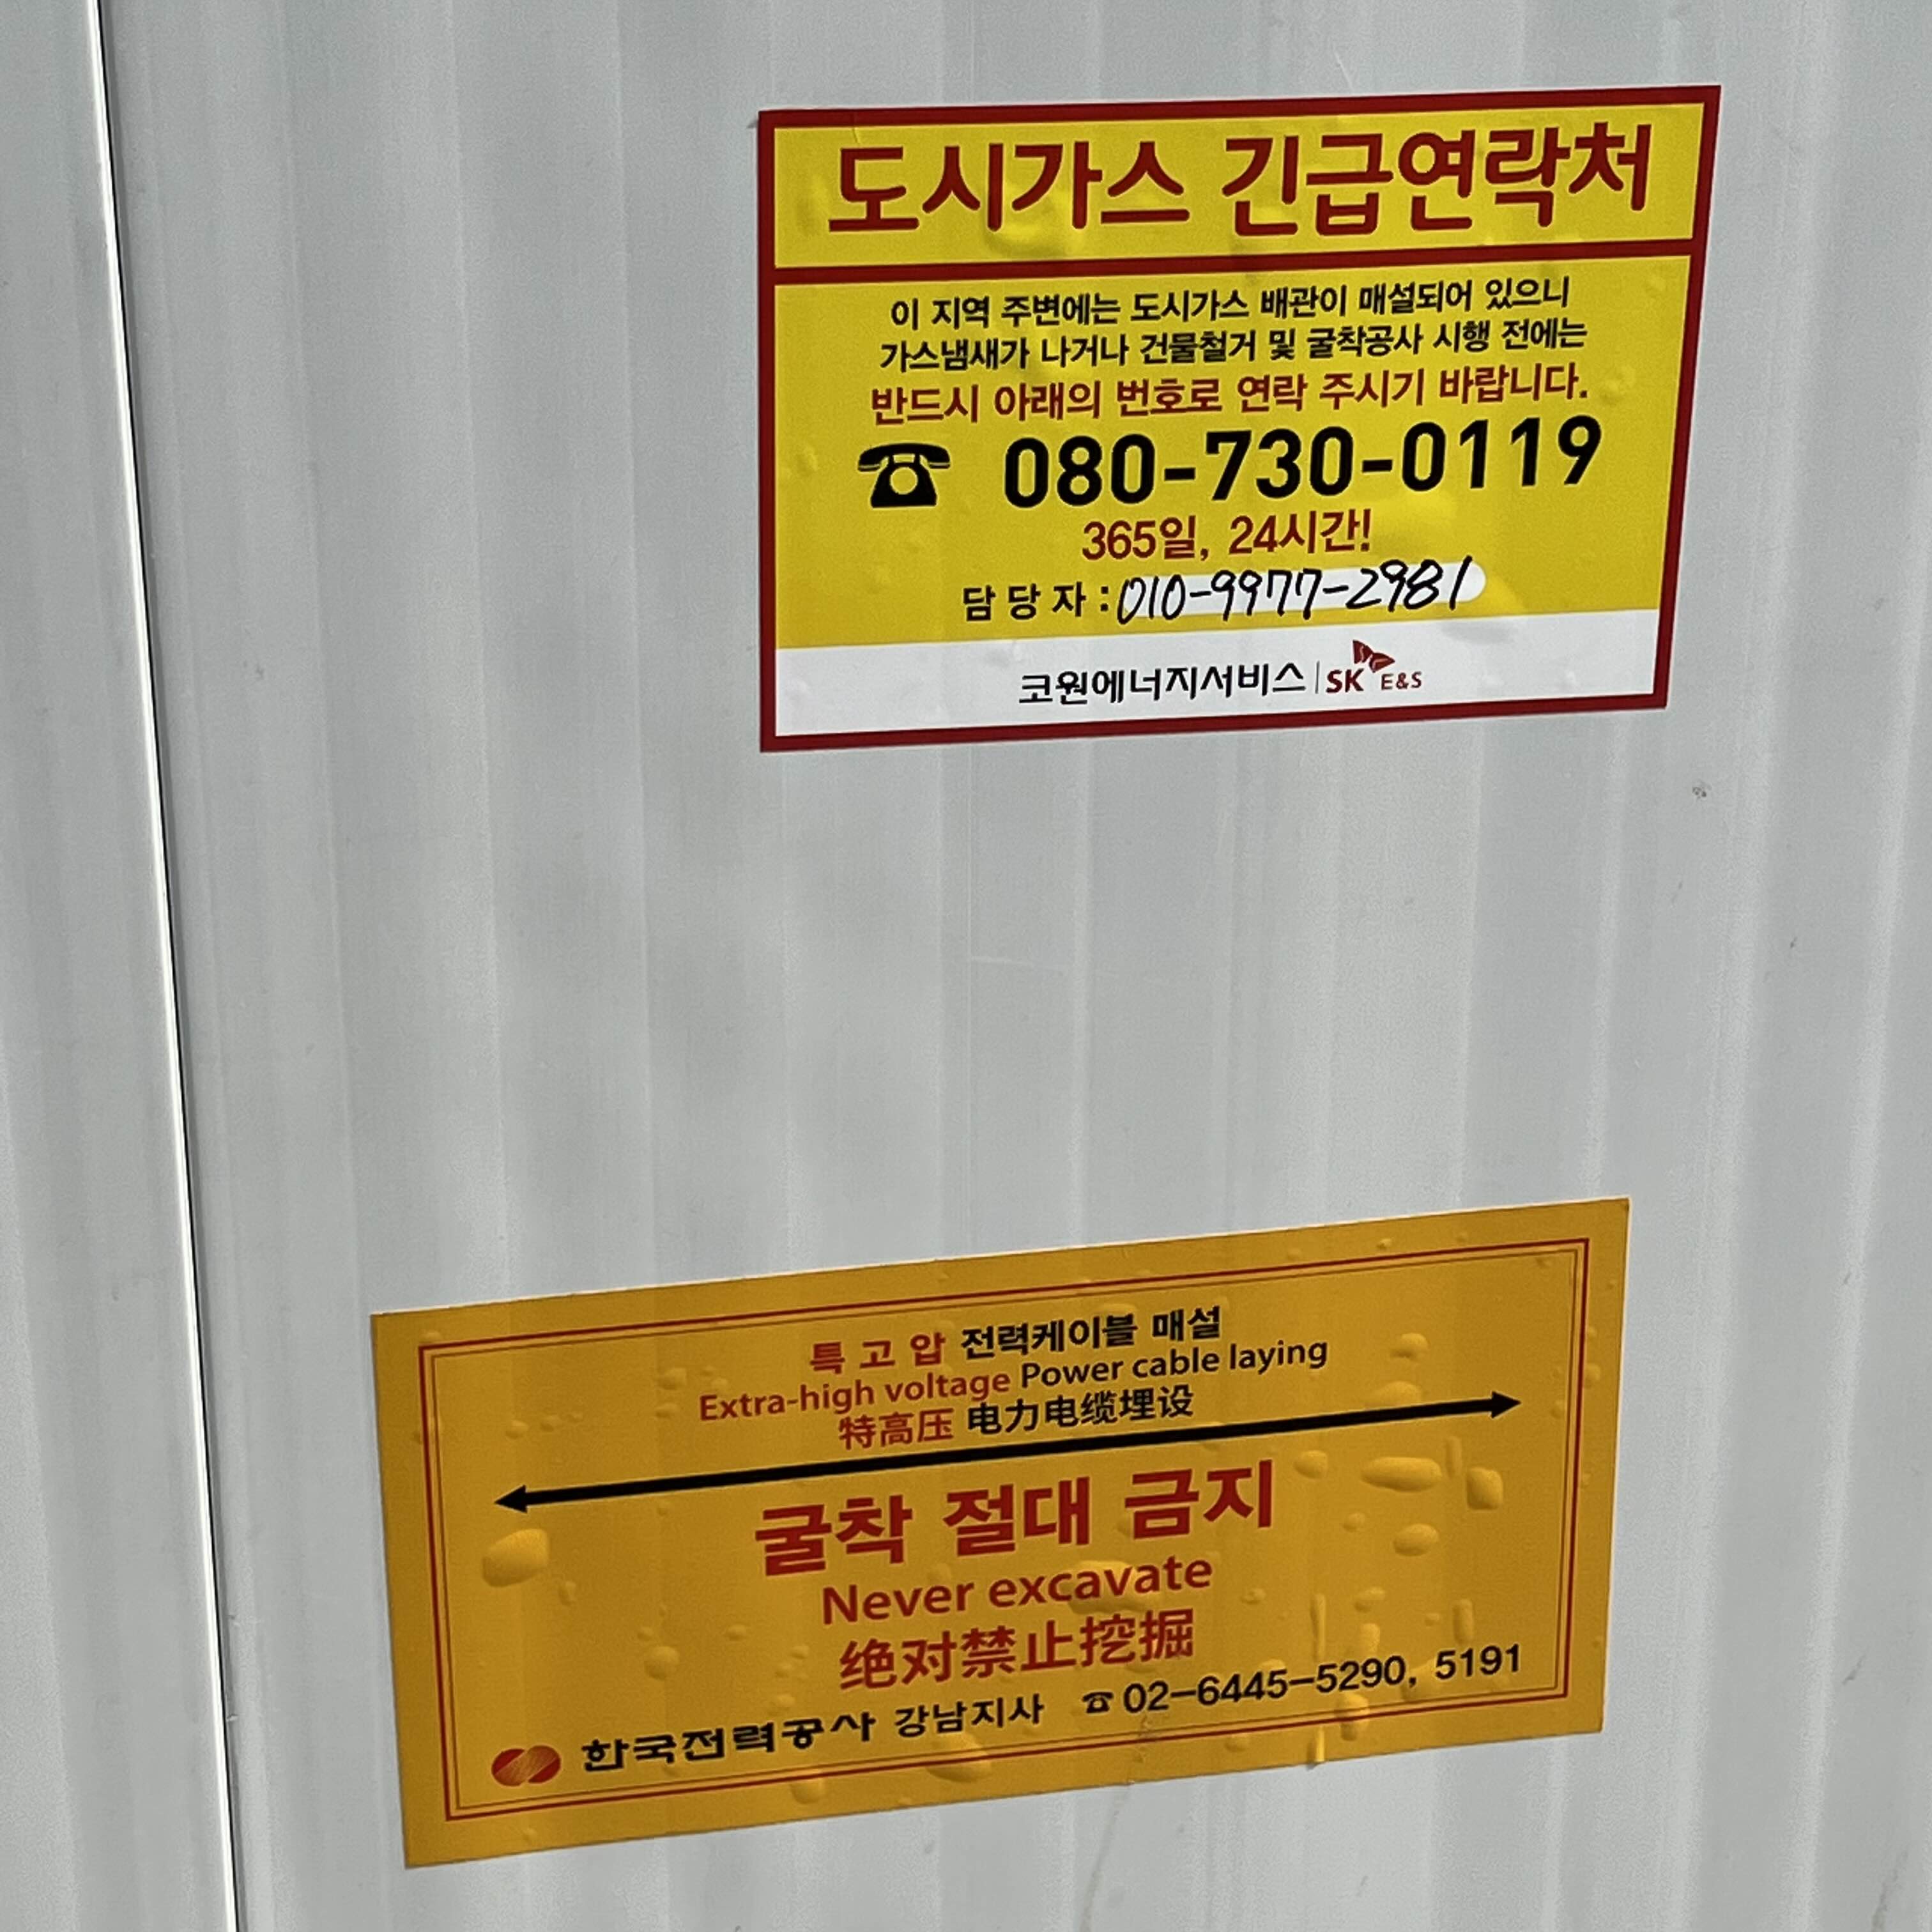 도시가스 긴급연락처
이 지역 주변에는 도시가스 배관이 매설되어 있으니
가스냄새가 나거나 건물철거 및 굴착공사 시행 전에는
반드시 아래의 번호로 연락 주시기 바랍니다.
☎ 080-730-0119
365일, 24시간!
담당자 : 010-9977-2981
코원에너지서비스 | SK E&S
특고압 전력케이블 매설
Extra-high voltage Power cable laying
特高压 电力电缆埋设
굴착 절대 금지
Never excavate
绝对禁止挖掘
한국전력공사 강남지사 ☎ 02-6445-5290, 5191